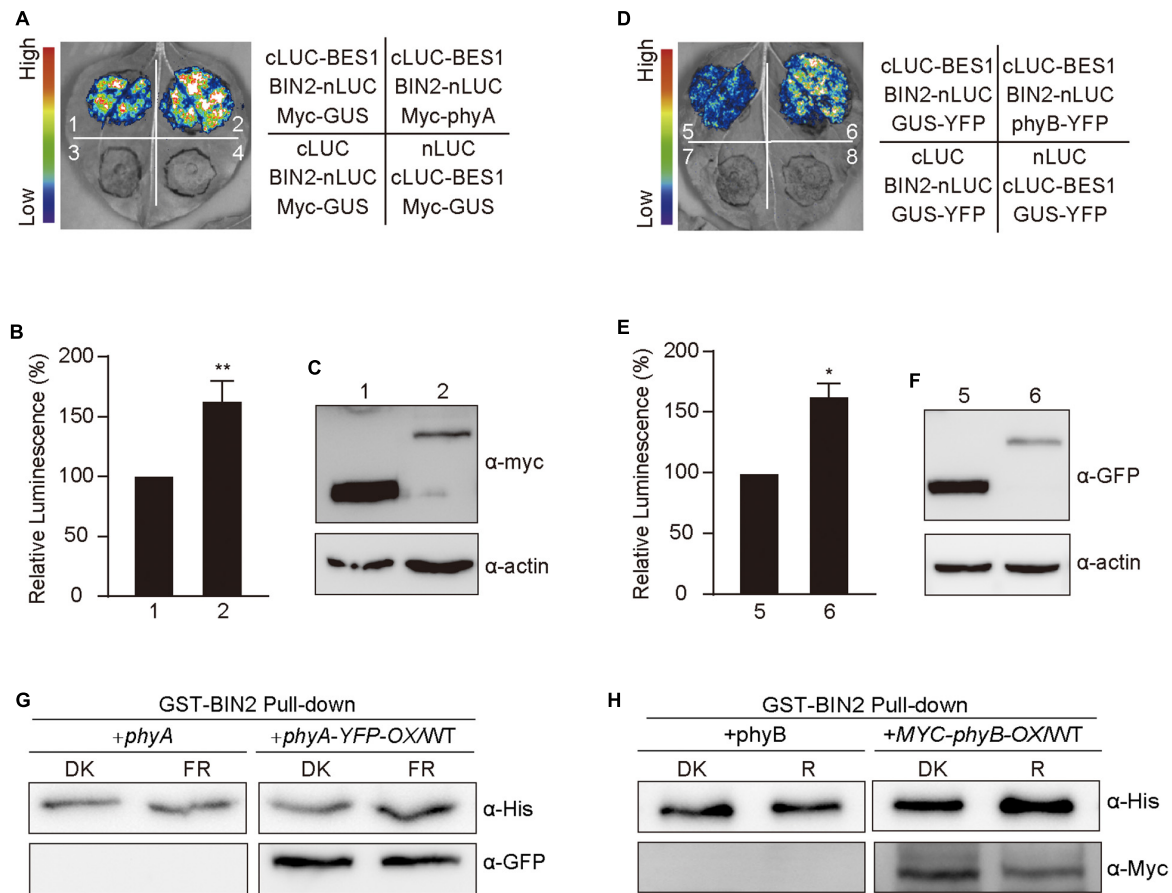 A
High
Low
1
2
3
4
cLUC-BES1
BIN2-nLUC
Myc-GUS
cLUC-BES1
BIN2-nLUC
Myc-phyA
cLUC
BIN2-nLUC
Myc-GUS
nLUC
cLUC-BES1
Myc-GUS
D
High
Low
5
6
7
8
cLUC-BES1
BIN2-nLUC
GUS-YFP
cLUC-BES1
BIN2-nLUC
phyB-YFP
cLUC
BIN2-nLUC
GUS-YFP
nLUC
cLUC-BES1
GUS-YFP
B
Relative Luminescence (%)
200
150
100
50
0
**
1
2
C
1 2
α-myc
α-actin
E
Relative Luminescence (%)
200
150
100
50
0
*
5
6
F
5 6
α-GFP
α-actin
G
GST-BIN2 Pull-down
+phyA
+phyA-YFP-OX/WT
DK FR DK FR
α-His
α-GFP
H
GST-BIN2 Pull-down
+phyB
+MYC-phyB-OX/WT
DK R DK R
α-His
α-Myc